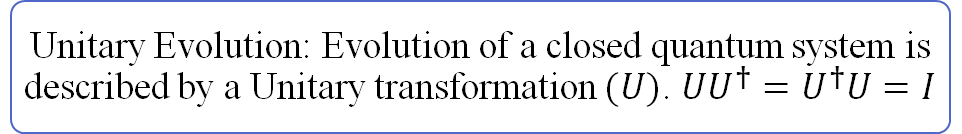 Unitary Evolution: Evolution of a closed quantum system is
described by a Unitary transformation (𝑈). 𝑈𝑈† = 𝑈†𝑈 = 𝐼